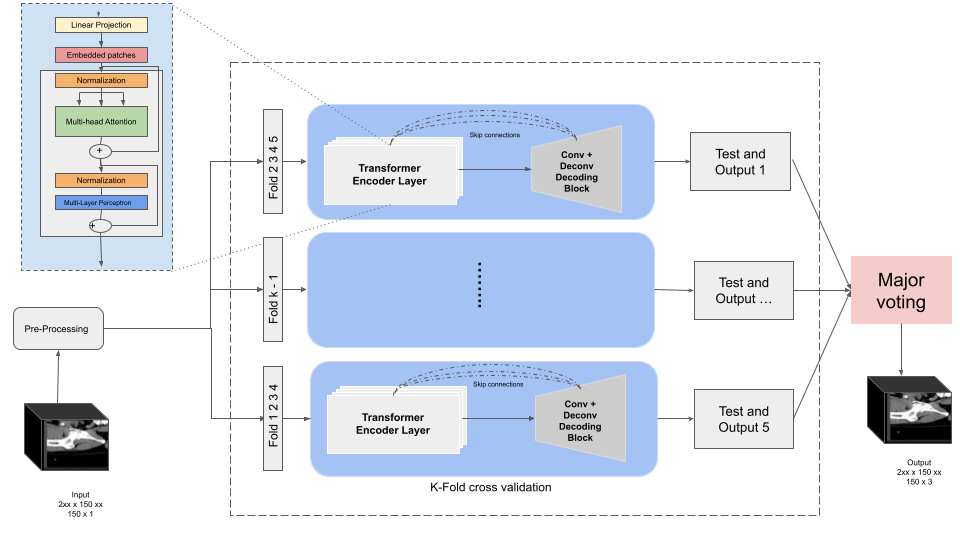 Linear Projection
Embedded patches
Normalization
Multi-head Attention
+
Normalization
Multi-Layer Perceptron
+
Pre-Processing
Input
2xx x 150 xx
150 x 1
Fold 2 3 4 5
Skip connections
Transformer
Encoder Layer
Conv +
Deconv
Decoding
Block
Test and
Output 1
Fold k - 1
Test and
Output ...
Fold 1 2 3 4
Skip connections
Transformer
Encoder Layer
Conv +
Deconv
Decoding
Block
Test and
Output 5
K-Fold cross validation
Major
voting
Output
2xx x 150 xx
150 x 3